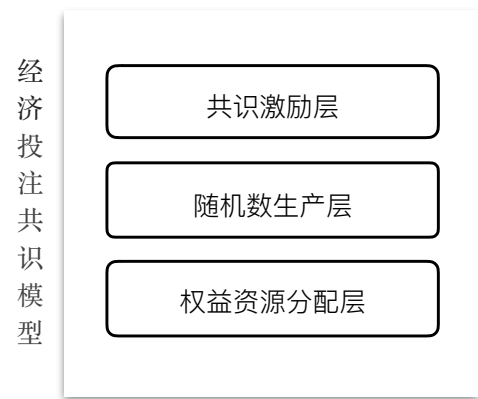 经济投注共识模型
共识激励层
随机数生产层
权益资源分配层